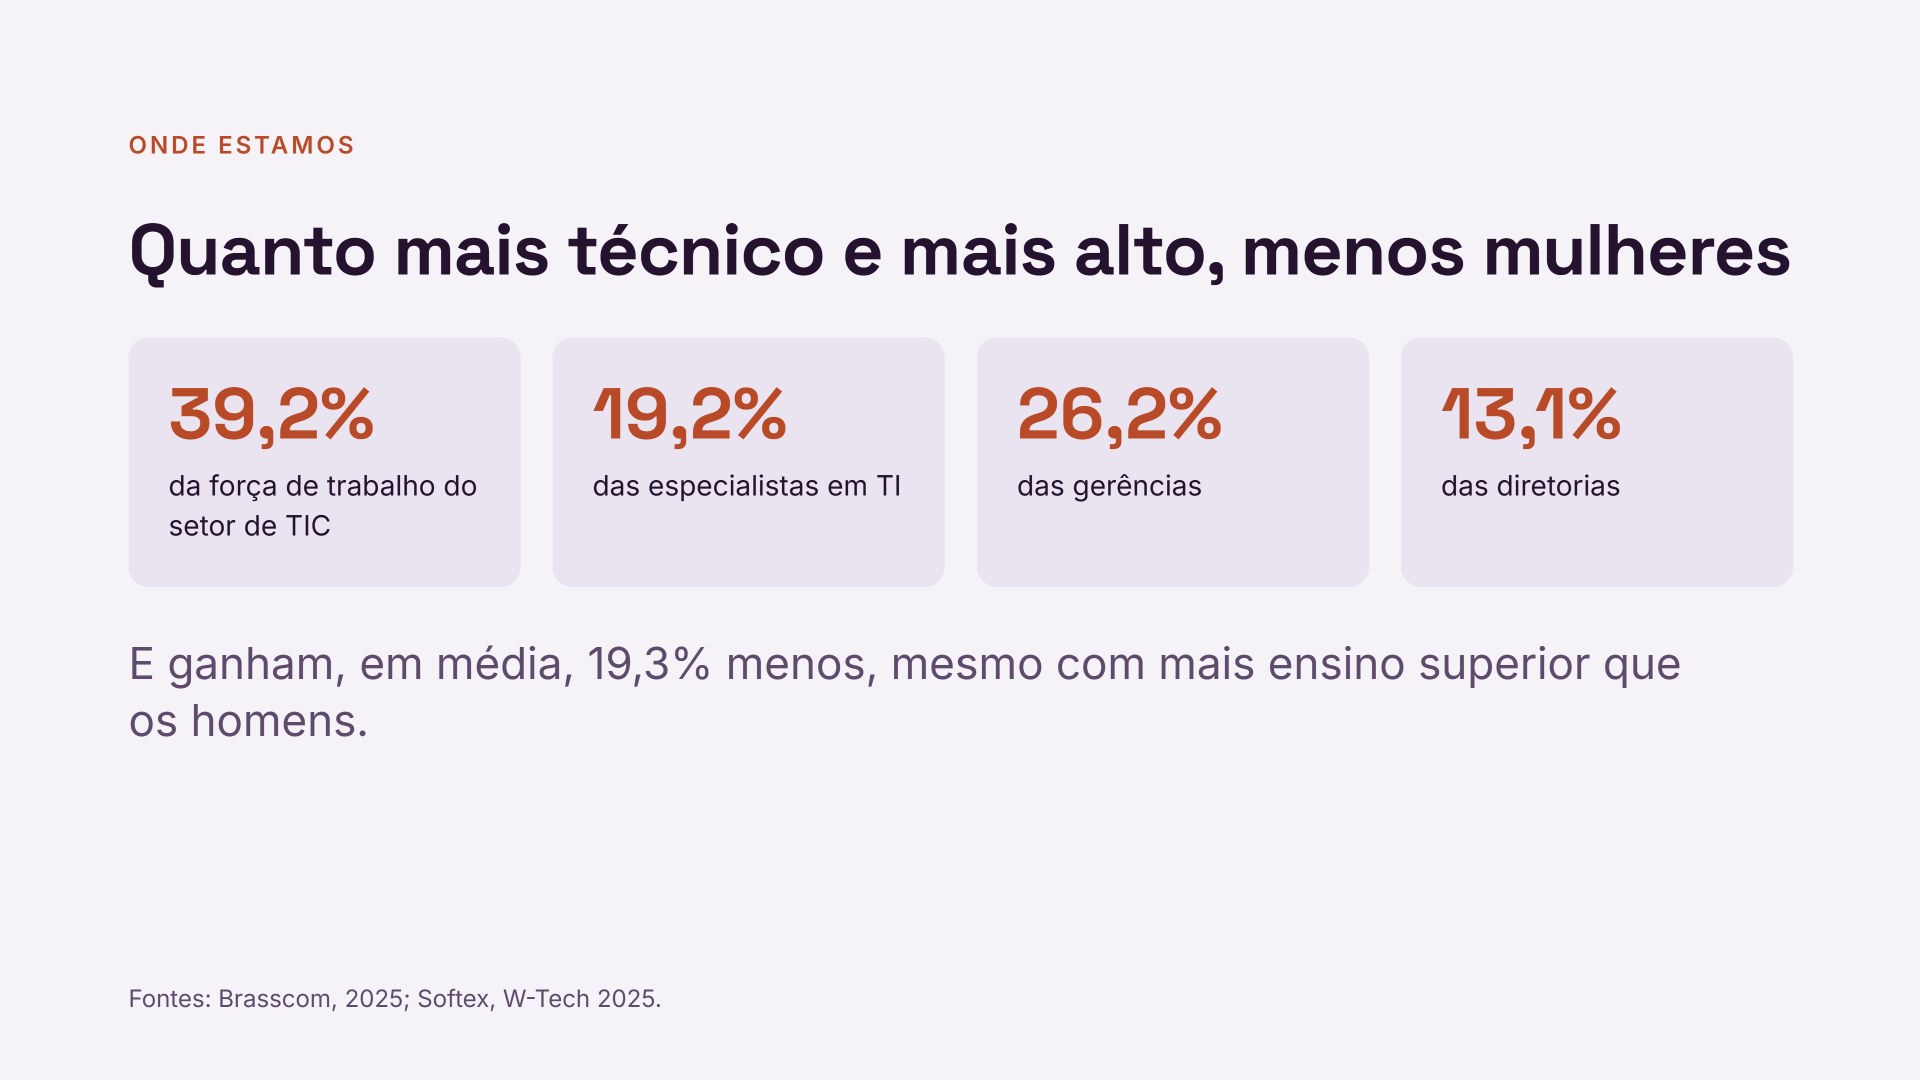 ONDE ESTAMOS
Quanto mais técnico e mais alto, menos mulheres
39,2%
da força de trabalho do
setor de TIC
19,2%
das especialistas em TI
26,2%
das gerências
13,1%
das diretorias
E ganham, em média, 19,3% menos, mesmo com mais ensino superior que
os homens.
Fontes: Brasscom, 2025; Softex, W-Tech 2025.